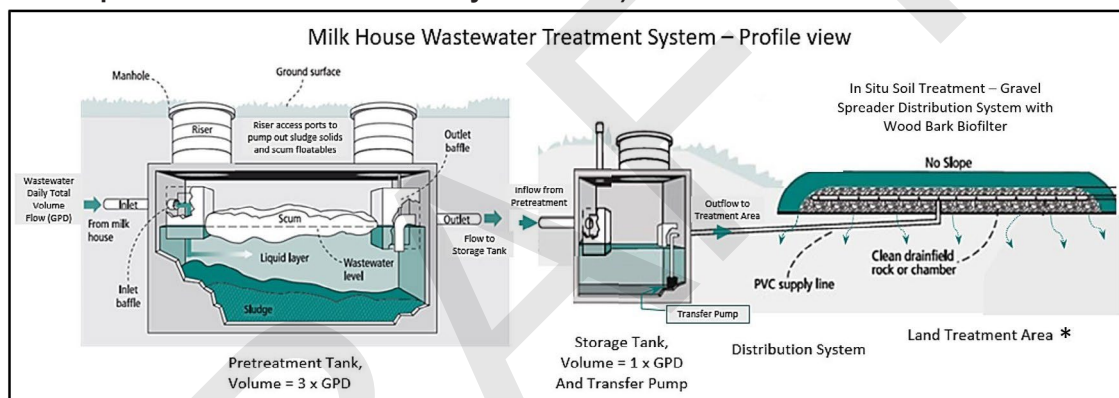 Milk House Wastewater Treatment System – Profile view
Manhole
Ground surface
Riser
Riser access ports to
pump out sludge solids
and scum floatables
Outlet
baffle
Wastewater
Daily Total
Volume
Flow (GPD)
Inlet
From milk
house
Inlet
baffle
Scum
Liquid layer
Wastewater
level
Sludge
Outlet
Flow to
Storage Tank
Pretreatment Tank,
Volume = 3 x GPD
Inflow from
Pretreatment
Transfer Pump
Storage Tank,
Volume = 1 x GPD
And Transfer Pump
Outflow to
Treatment Area
PVC supply line
Distribution System
In Situ Soil Treatment – Gravel
Spreader Distribution System with
Wood Bark Biofilter
No Slope
Clean drainfield
rock or chamber
Land Treatment Area *